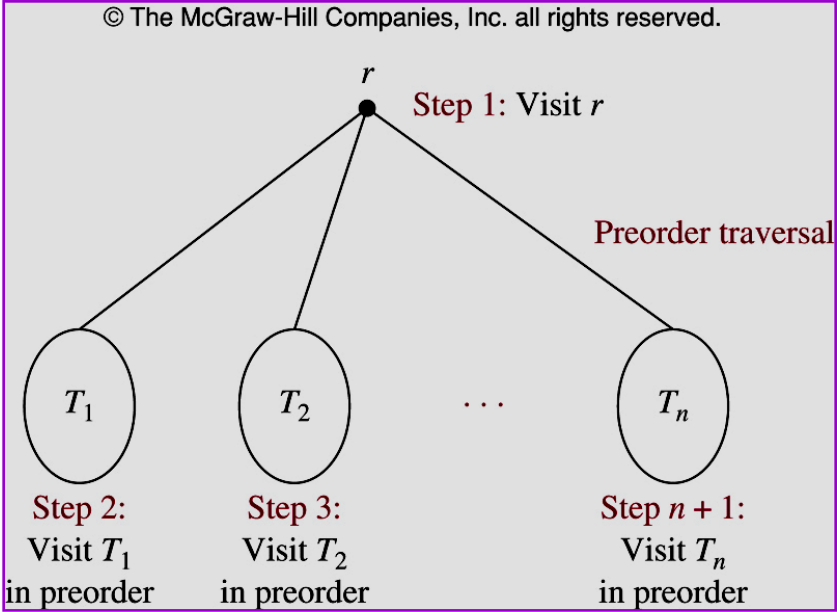 © The McGraw-Hill Companies, Inc. all rights reserved.
r
Step 1: Visit r
Preorder traversal
T₁
T₂
. . .
Tₙ
Step 2:
Visit T₁
in preorder
Step 3:
Visit T₂
in preorder
Step n + 1:
Visit Tₙ
in preorder